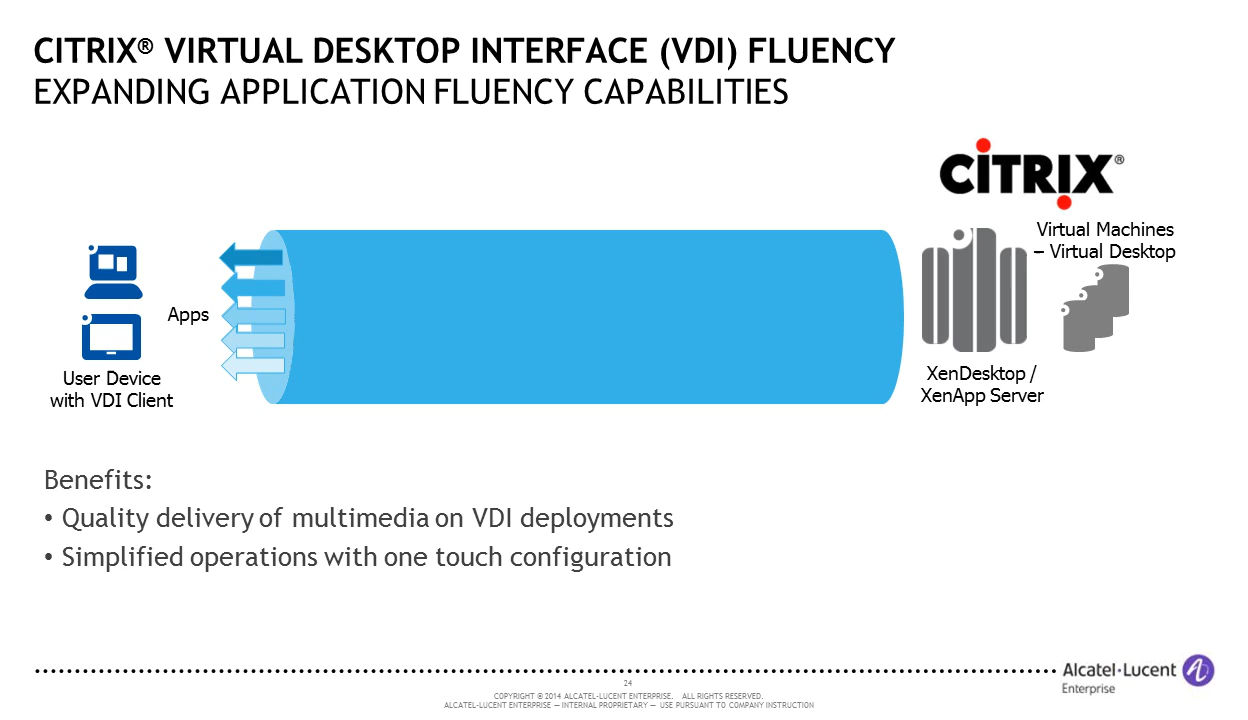 CITRIX® VIRTUAL DESKTOP INTERFACE (VDI) FLUENCY
EXPANDING APPLICATION FLUENCY CAPABILITIES
CITRIX®
Virtual Machines
– Virtual Desktop
Apps
User Device
with VDI Client
XenDesktop /
XenApp Server
Benefits:
• Quality delivery of multimedia on VDI deployments
• Simplified operations with one touch configuration
Alcatel·Lucent
Enterprise
24
COPYRIGHT © 2014 ALCATEL-LUCENT ENTERPRISE. ALL RIGHTS RESERVED.
ALCATEL-LUCENT ENTERPRISE — INTERNAL PROPRIETARY — USE PURSUANT TO COMPANY INSTRUCTION